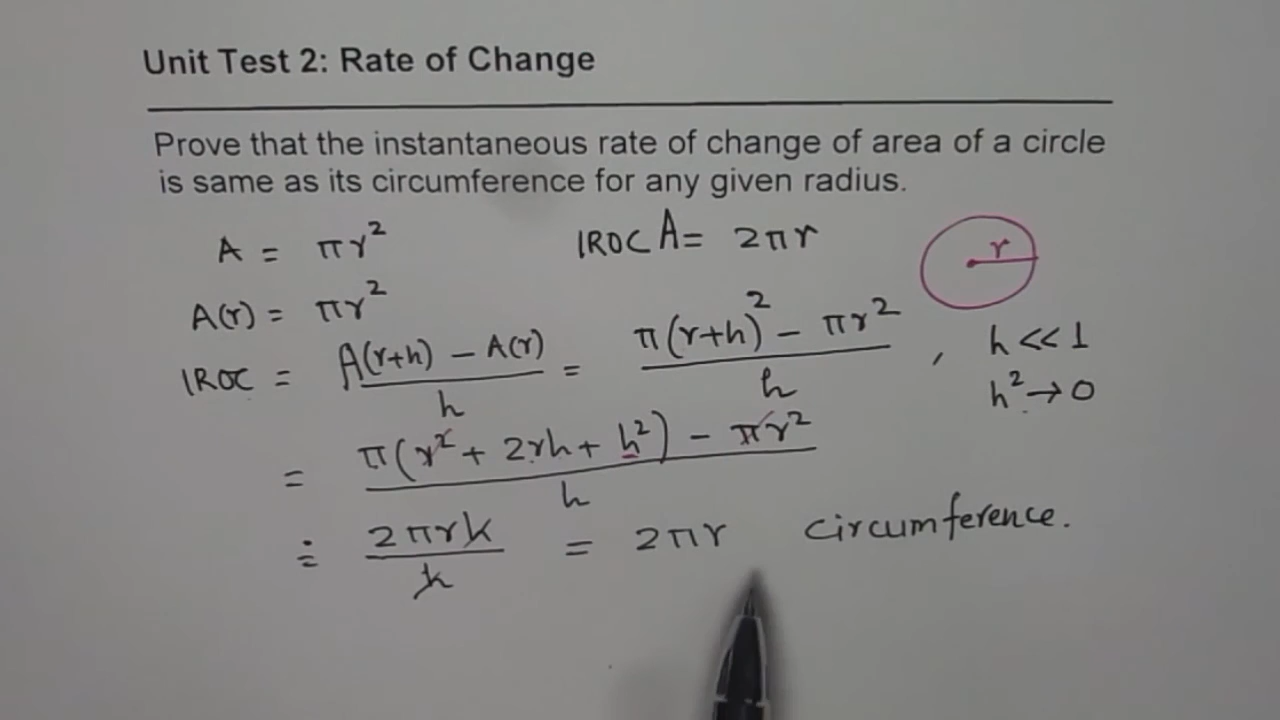 Unit Test 2: Rate of Change
Prove that the instantaneous rate of change of area of a circle
is same as its circumference for any given radius.
A = πr² IROC A = 2πr r
A(r) = πr²
IROC = A(r+h) − A(r) / h = π(r+h)² − πr² / h , h << 1
h² → 0
= π(r² + 2rh + h²) − πr² / h
≐ 2πrh / h = 2πr circumference.